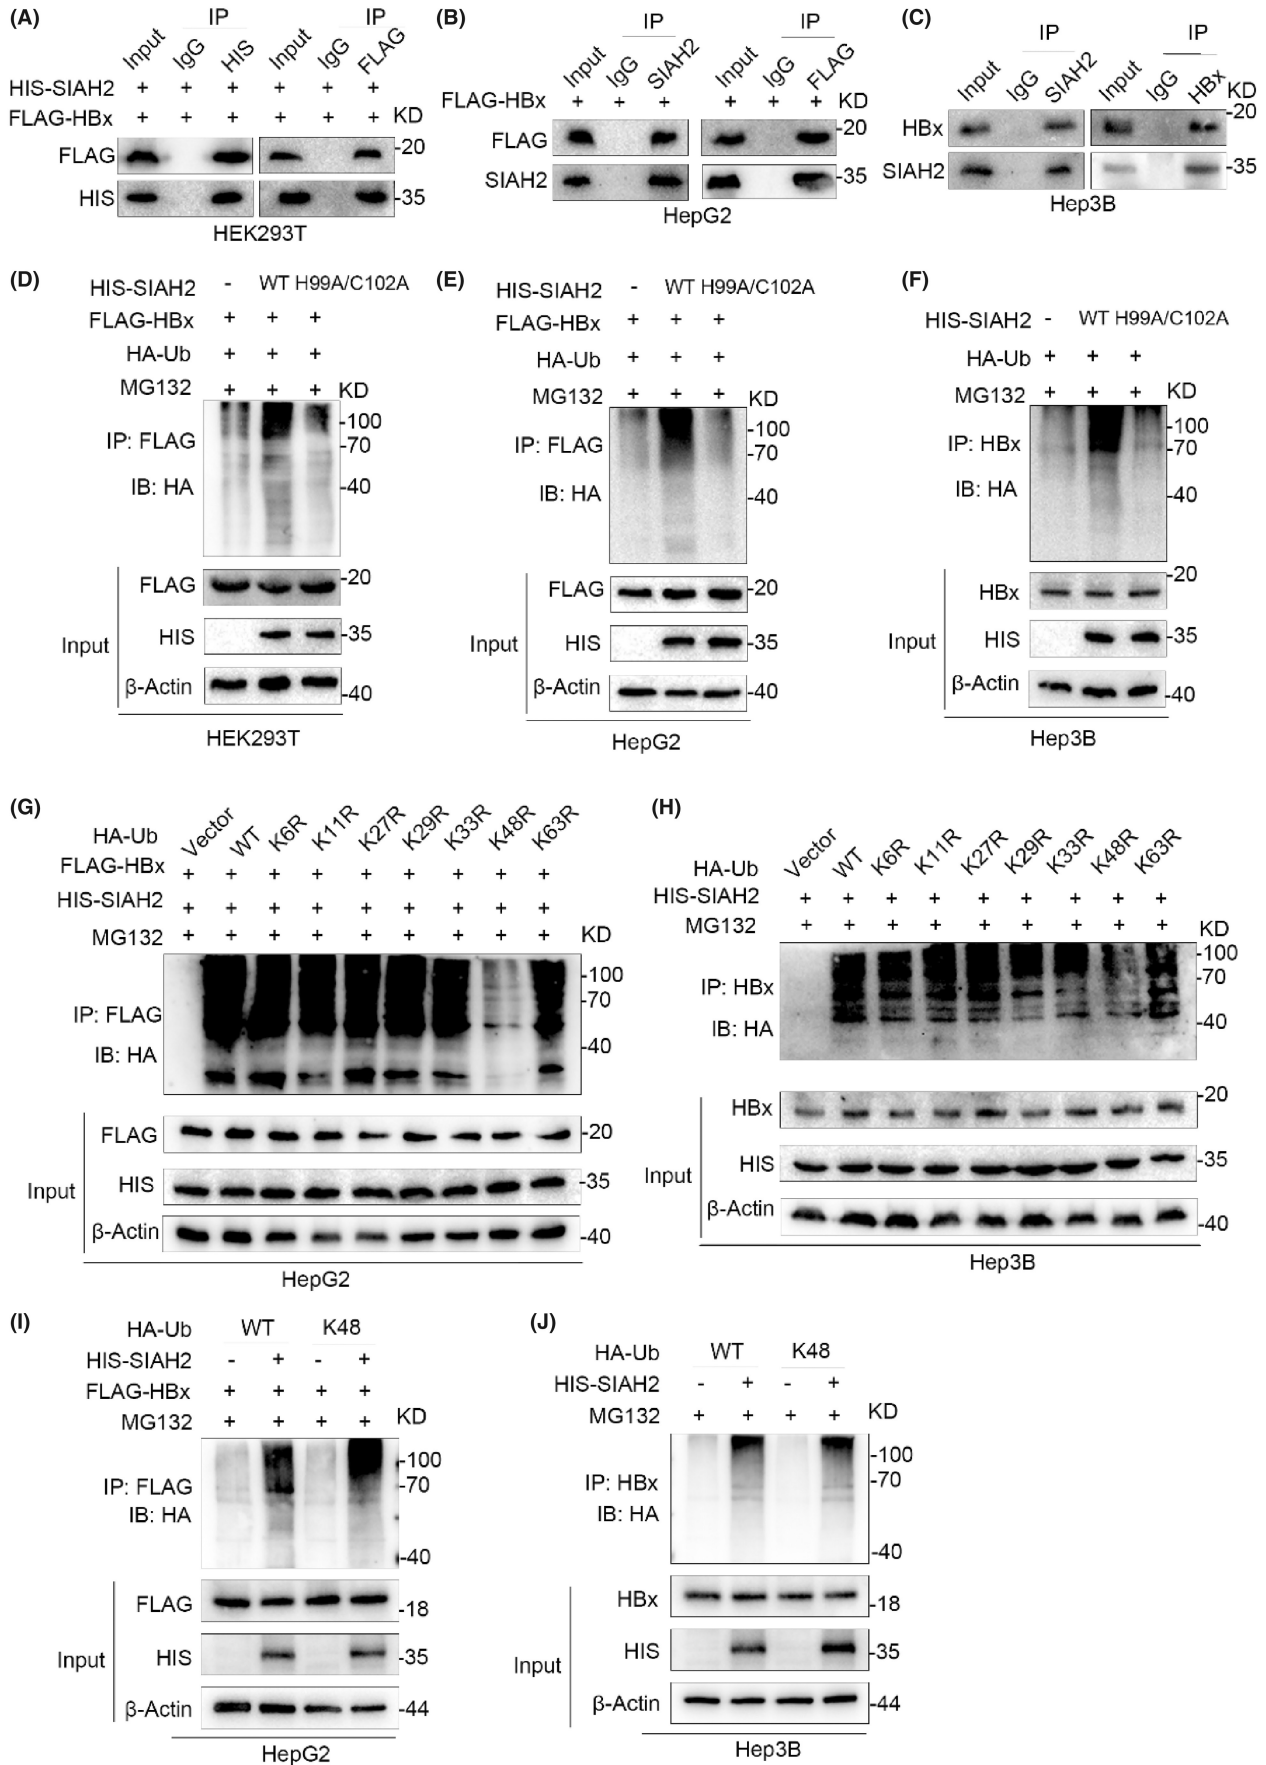 (A)
IP
IP
Input IgG HIS Input IgG FLAG
HIS-SIAH2 + + + + + +
FLAG-HBx + + + + + + KD
FLAG -20
HIS -35
HEK293T
(B)
IP
IP
Input IgG SIAH2 Input IgG FLAG
FLAG-HBx + + + + + + KD
FLAG -20
SIAH2 -35
HepG2
(C)
IP
IP
Input IgG SIAH2 Input IgG HBx KD
-20
HBx
SIAH2 -35
Hep3B
(D)
HIS-SIAH2 - WT H99A/C102A
FLAG-HBx + + +
HA-Ub + + +
MG132 + + + KD
-100
IP: FLAG -70
IB: HA -40
FLAG -20
Input HIS -35
β-Actin -40
HEK293T
(E)
HIS-SIAH2 - WT H99A/C102A
FLAG-HBx + + +
HA-Ub + + +
MG132 + + + KD
-100
IP: FLAG -70
IB: HA -40
FLAG -20
Input HIS -35
β-Actin -40
HepG2
(F)
HIS-SIAH2 - WT H99A/C102A
HA-Ub + + +
MG132 + + + KD
-100
IP: HBx -70
IB: HA -40
-20
HBx
Input HIS -35
β-Actin -40
Hep3B
(G)
HA-Ub Vector WT K6R K11R K27R K29R K33R K48R K63R
FLAG-HBx + + + + + + + + +
HIS-SIAH2 + + + + + + + + +
MG132 + + + + + + + + + KD
-100
IP: FLAG -70
IB: HA -40
FLAG -20
Input HIS -35
β-Actin -40
HepG2
(H)
HA-Ub Vector WT K6R K11R K27R K29R K33R K48R K63R
HIS-SIAH2 + + + + + + + + +
MG132 + + + + + + + + + KD
-100
IP: HBx -70
IB: HA -40
HBx -20
Input HIS -35
β-Actin -40
Hep3B
(I)
HA-Ub WT K48
HIS-SIAH2 - + - +
FLAG-HBx + + + +
MG132 + + + + KD
-100
IP: FLAG -70
IB: HA
-40
FLAG -18
Input HIS -35
β-Actin -44
HepG2
(J)
HA-Ub WT K48
HIS-SIAH2 - + - +
MG132 + + + + KD
-100
IP: HBx -70
IB: HA
-40
HBx -18
Input HIS -35
β-Actin -44
Hep3B